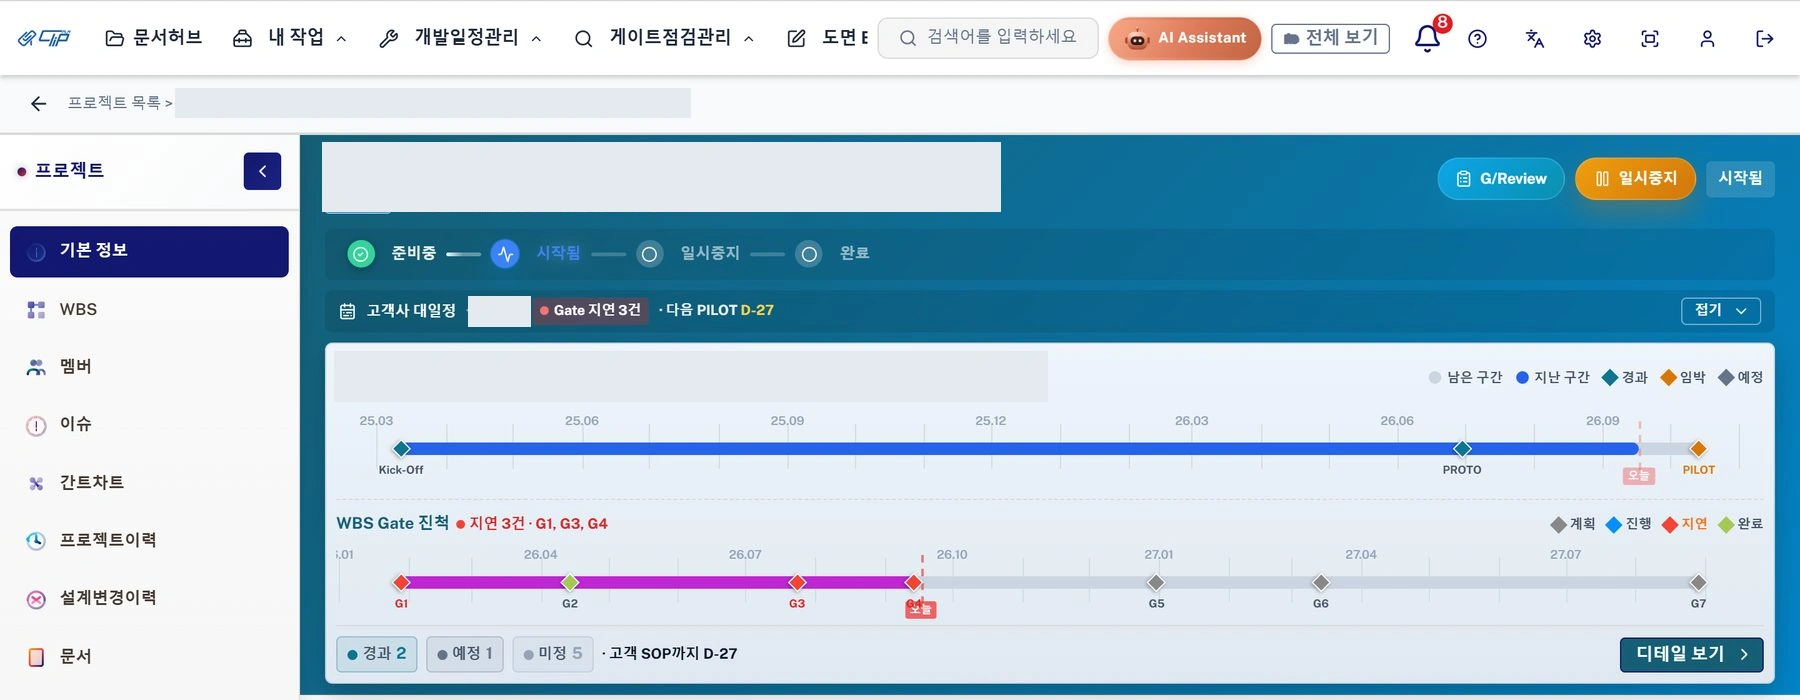 CTP
문서허브
내 작업
개발일정관리
게이트점검관리
도면
검색어를 입력하세요
AI Assistant
전체 보기
8
프로젝트 목록 >
프로젝트
기본 정보
WBS
멤버
이슈
간트차트
프로젝트이력
설계변경이력
문서
G/Review
일시중지
시작됨
준비중
시작됨
일시중지
완료
고객사 대일정
Gate 지연 3건
· 다음 PILOT D-27
접기
남은 구간
지난 구간
경과
임박
예정
25.03 25.06 25.09 25.12 26.03 26.06 26.09
Kick-Off PROTO 오늘 PILOT
WBS Gate 진척 지연 3건 · G1, G3, G4
계획
진행
지연
완료
.01 26.04 26.07 26.10 27.01 27.04 27.07
G1 G2 G3 G4 오늘 G5 G6 G7
경과 2
예정 1
미정 5
· 고객 SOP까지 D-27
디테일 보기